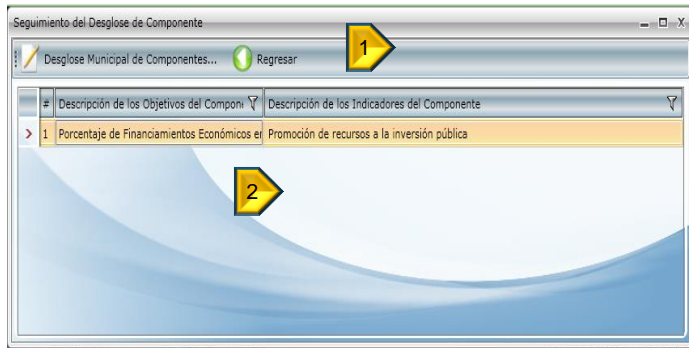 Seguimiento del Desglose de Componente
Desglose Municipal de Componentes... Regresar
1
# Descripción de los Objetivos del Compon Descripción de los Indicadores del Componente
1 Porcentaje de Financiamientos Económicos en Promoción de recursos a la inversión pública
2